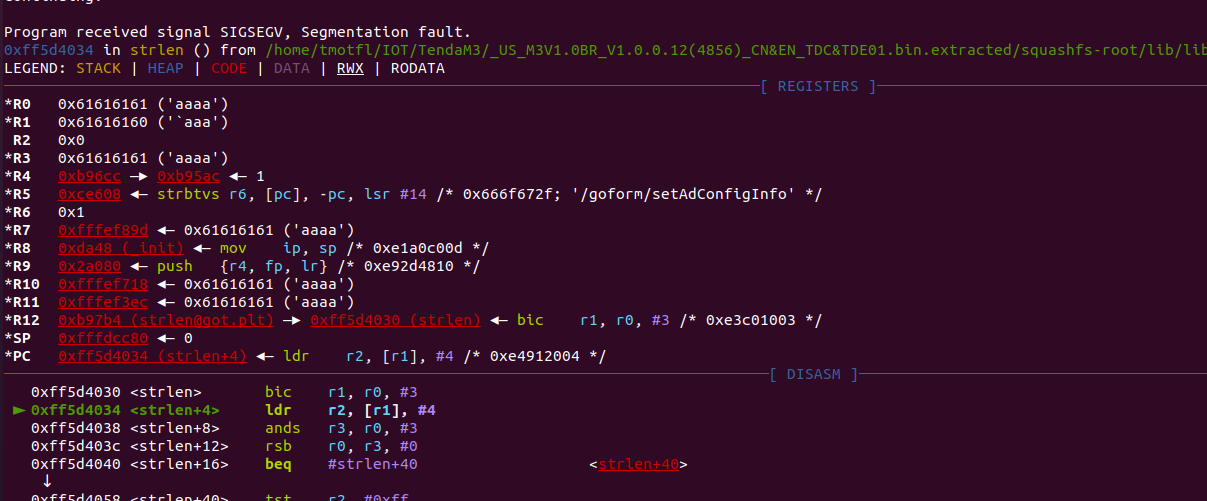 Program received signal SIGSEGV, Segmentation fault.
0xff5d4034 in strlen () from /home/tmotfl/IOT/TendaM3/_US_M3V1.0BR_V1.0.0.12(4856)_CN&EN_TDC&TDE01.bin.extracted/squashfs-root/lib/lib
LEGEND: STACK | HEAP | CODE | DATA | RWX | RODATA
[ REGISTERS ]
*R0 0x61616161 ('aaaa')
*R1 0x61616160 ('`aaa')
R2 0x0
*R3 0x61616161 ('aaaa')
*R4 0xb96cc —▸ 0xb95ac ◂— 1
*R5 0xce608 ◂— strbtvs r6, [pc], -pc, lsr #14 /* 0x666f672f; '/goform/setAdConfigInfo' */
*R6 0x1
*R7 0xfffef89d ◂— 0x61616161 ('aaaa')
*R8 0xda48 (_init) ◂— mov ip, sp /* 0xe1a0c00d */
*R9 0x2a080 ◂— push {r4, fp, lr} /* 0xe92d4810 */
*R10 0xfffef718 ◂— 0x61616161 ('aaaa')
*R11 0xfffef3ec ◂— 0x61616161 ('aaaa')
*R12 0xb97b4 (strlen@got.plt) —▸ 0xff5d4030 (strlen) ◂— bic r1, r0, #3 /* 0xe3c01003 */
*SP 0xfffdcc80 ◂— 0
*PC 0xff5d4034 (strlen+4) ◂— ldr r2, [r1], #4 /* 0xe4912004 */
[ DISASM ]
0xff5d4030 <strlen> bic r1, r0, #3
► 0xff5d4034 <strlen+4> ldr r2, [r1], #4
0xff5d4038 <strlen+8> ands r3, r0, #3
0xff5d403c <strlen+12> rsb r0, r3, #0
0xff5d4040 <strlen+16> beq #strlen+40 <strlen+40>
↓
0xff5d4058 <strlen+40> tst r2, #0xff